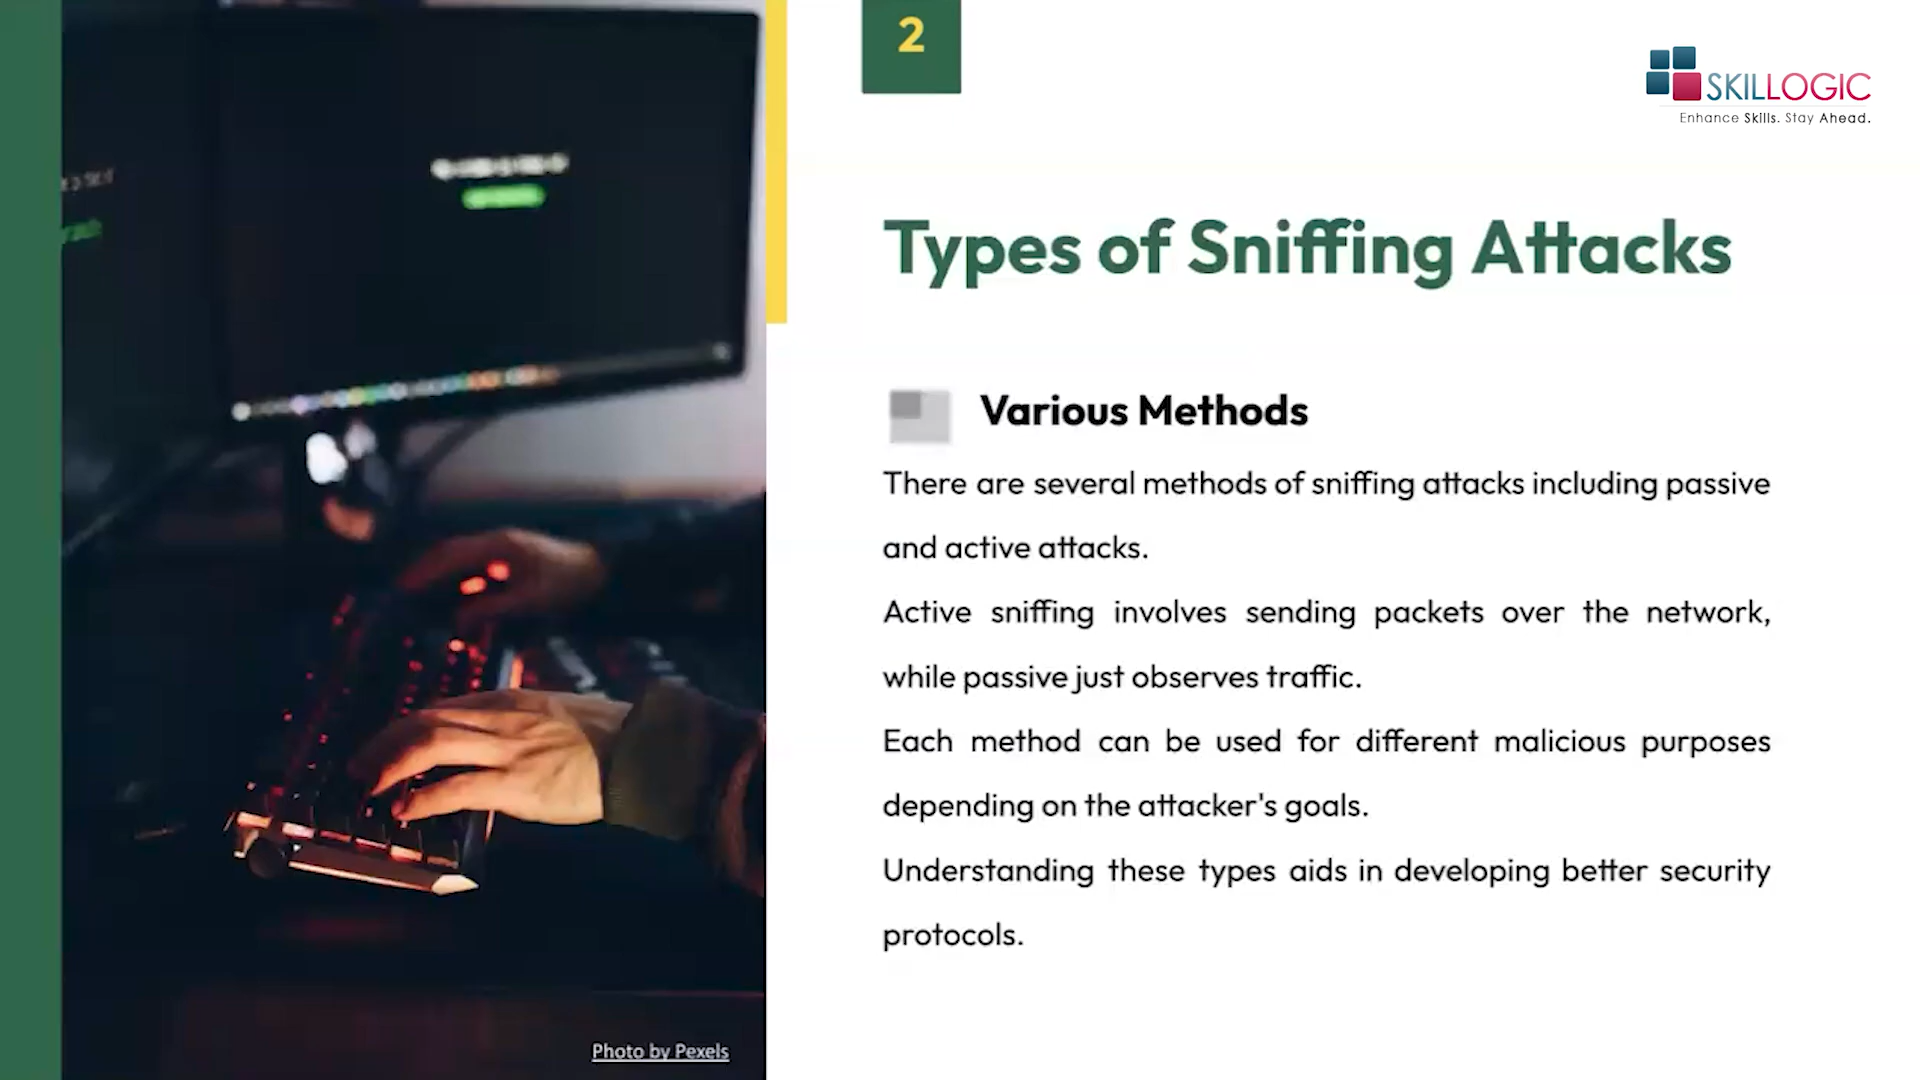 2
SKILLOGIC
Enhance Skills. Stay Ahead.
Types of Sniffing Attacks
Various Methods
There are several methods of sniffing attacks including passive
and active attacks.
Active sniffing involves sending packets over the network,
while passive just observes traffic.
Each method can be used for different malicious purposes
depending on the attacker's goals.
Understanding these types aids in developing better security
protocols.
Photo by Pexels